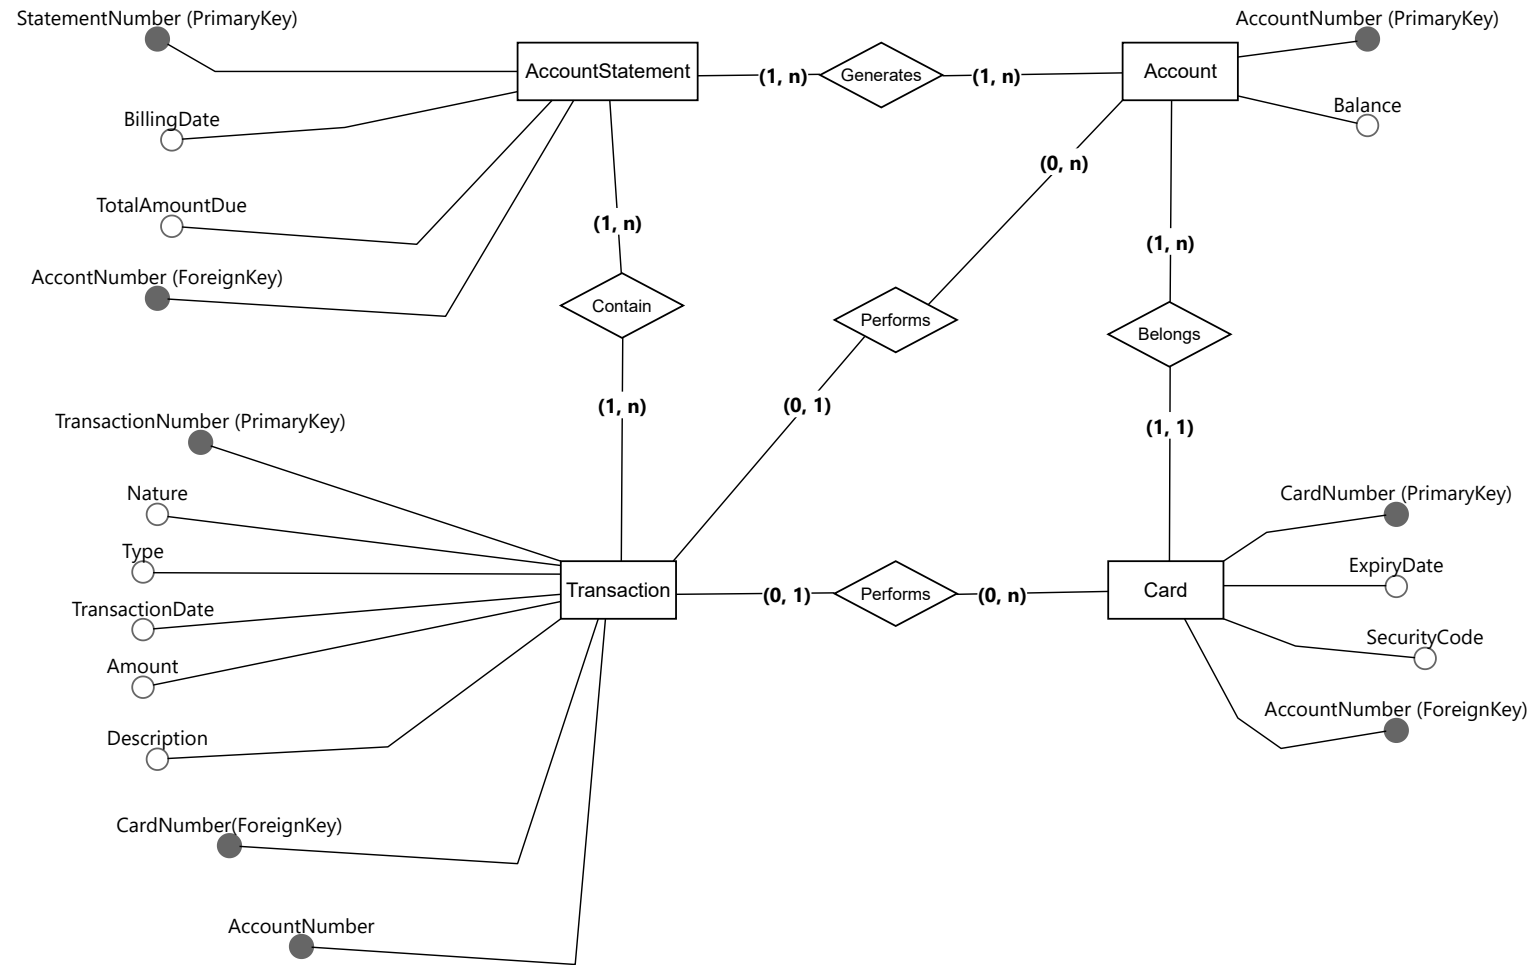 StatementNumber (PrimaryKey)
AccountNumber (PrimaryKey)
AccountStatement
(1, n)
Generates
(1, n)
Account
BillingDate
Balance
(0, n)
TotalAmountDue
(1, n)
(1, n)
AccontNumber (ForeignKey)
Contain
Performs
Belongs
(1, n)
(0, 1)
(1, 1)
TransactionNumber (PrimaryKey)
Nature
CardNumber (PrimaryKey)
Type
ExpiryDate
Transaction
(0, 1)
Performs
(0, n)
Card
TransactionDate
SecurityCode
Amount
AccountNumber (ForeignKey)
Description
CardNumber(ForeignKey)
AccountNumber